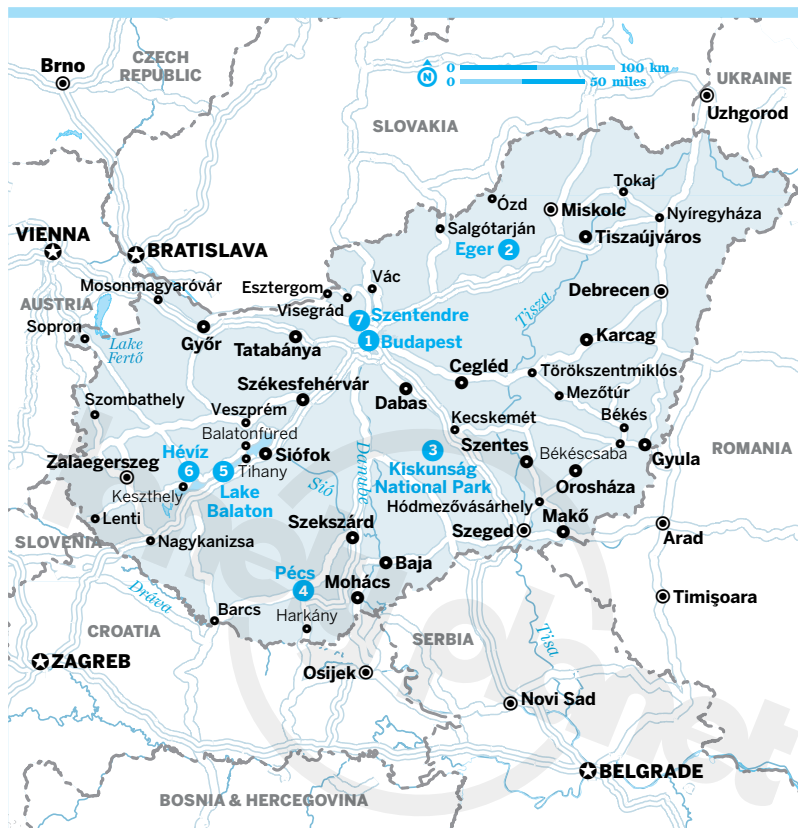 CZECH
REPUBLIC
Brno
0 100 km
0 50 miles
N
UKRAINE
Uzhgorod
SLOVAKIA
Tokaj
Ózd
Miskolc
Nyíregyháza
Salgótarján
Tiszaújváros
Eger 2
VIENNA
BRATISLAVA
Mosonmagyaróvár
Esztergom
Vác
Visegrád
Debrecen
AUSTRIA
Tisza
Sopron
7 Szentendre
Lake
Fertő
Győr
Tatabánya
1 Budapest
Karcag
Cegléd
Törökszentmiklós
Székesfehérvár
Dabas
Mezőtúr
Szombathely
Veszprém
Kecskemét
Békés
Balatonfüred
Danube
3
Szentes
Békéscsaba
ROMANIA
Hévíz
6
5
Siófok
Tihany
Gyula
Zalaegerszeg
Kiskunság
National Park
Orosháza
Keszthely
Lake
Balaton
Sió
Hódmezővásárhely
Lenti
Szekszárd
Szeged
Makó
Arad
SLOVENIA
Nagykanizsa
Baja
Pécs
4
Mohács
Timişoara
Dráva
Barcs
Harkány
CROATIA
SERBIA
Tisa
ZAGREB
Osijek
Novi Sad
BELGRADE
BOSNIA & HERCEGOVINA
lonely planet